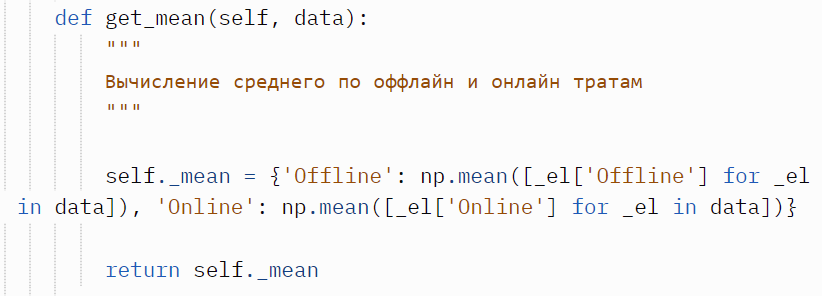 def get_mean(self, data):
"""
Вычисление среднего по оффлайн и онлайн тратам
"""
self._mean = {'Offline': np.mean([_el['Offline'] for _el
in data]), 'Online': np.mean([_el['Online'] for _el in data])}
return self._mean